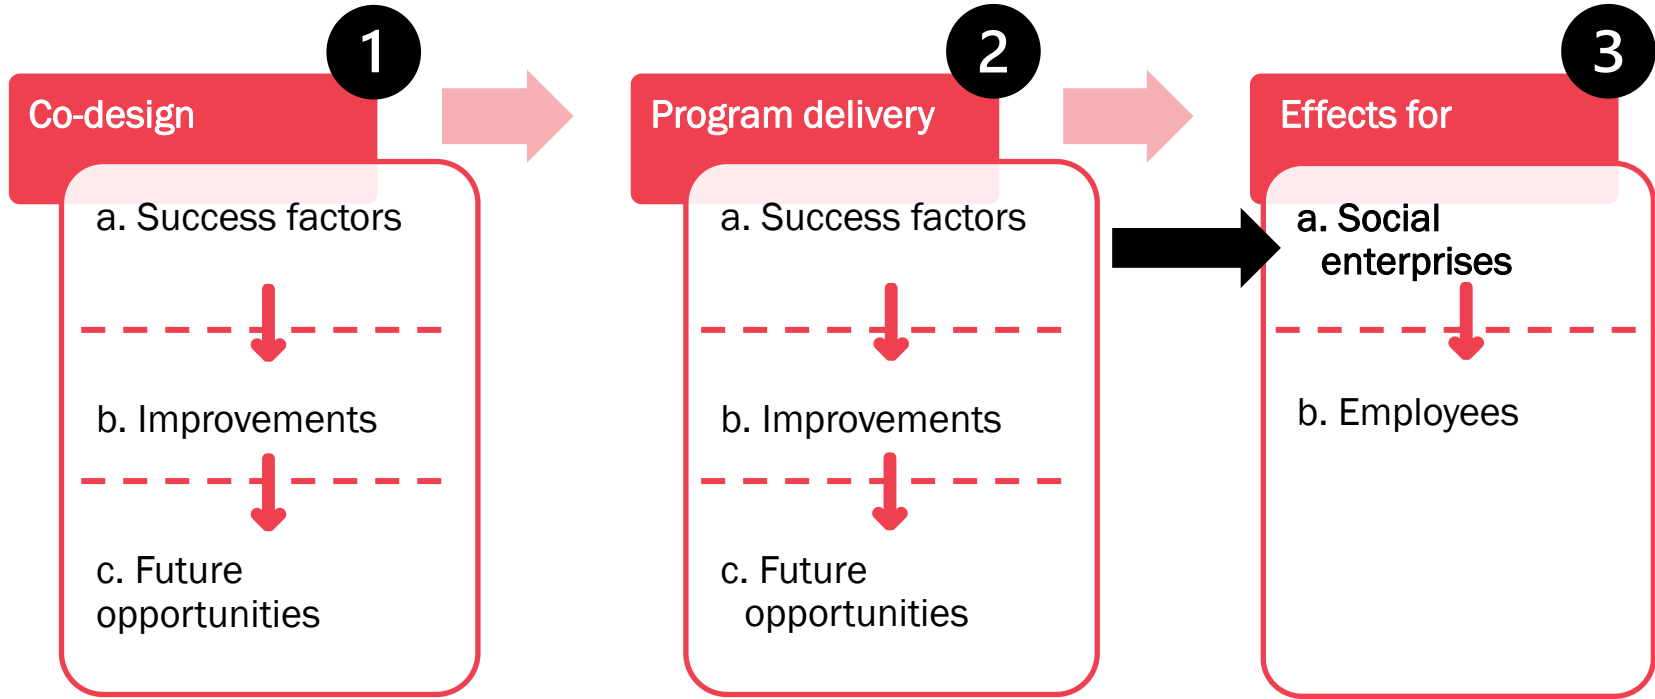 1
Co-design
a. Success factors
b. Improvements
c. Future
opportunities
2
Program delivery
a. Success factors
b. Improvements
c. Future
opportunities
3
Effects for
a. Social
enterprises
b. Employees